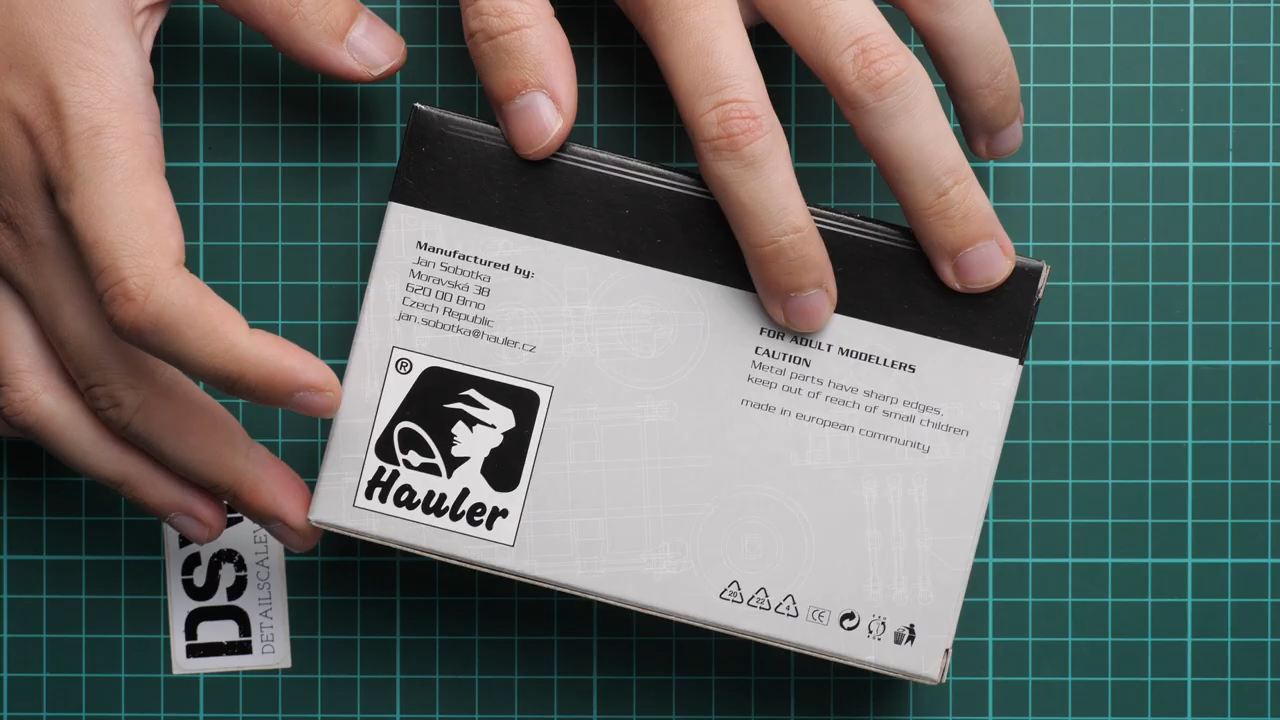 Manufactured by:
Jan Sobotka
Moravská 38
620 00 Brno
Czech Republic
jan.sobotka@hauler.cz
®
Hauler
FOR ADULT MODELLERS
CAUTION
Metal parts have sharp edges,
keep out of reach of small children
made in european community
20
22
4
CE